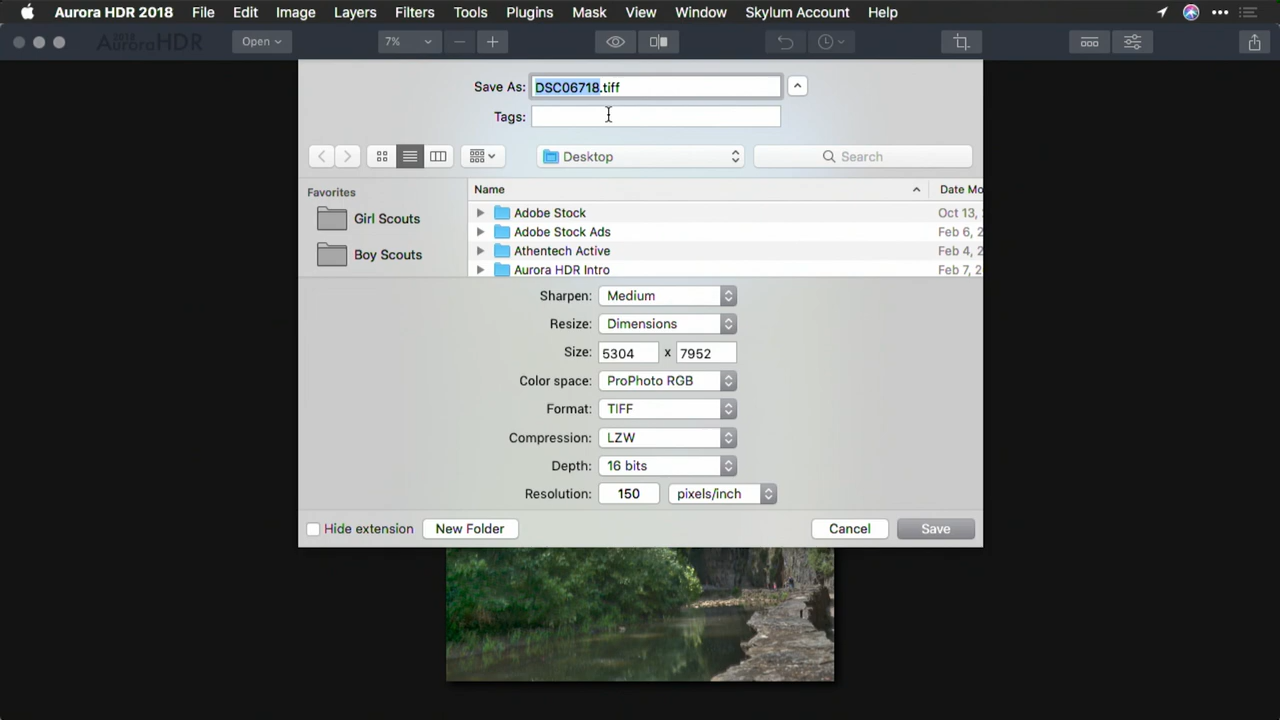 Aurora HDR 2018 File Edit Image Layers Filters Tools Plugins Mask View Window Skylum Account Help
2018 AuroraHDR Open 7%
Save As: DSC06718.tiff
Tags:
Desktop Search
Favorites Name Date Mo
Girl Scouts Adobe Stock Oct 13,
Adobe Stock Ads Feb 6, 2
Boy Scouts Athentech Active Feb 4, 2
Aurora HDR Intro Feb 7, 2
Sharpen: Medium
Resize: Dimensions
Size: 5304 x 7952
Color space: ProPhoto RGB
Format: TIFF
Compression: LZW
Depth: 16 bits
Resolution: 150 pixels/inch
Hide extension New Folder Cancel Save